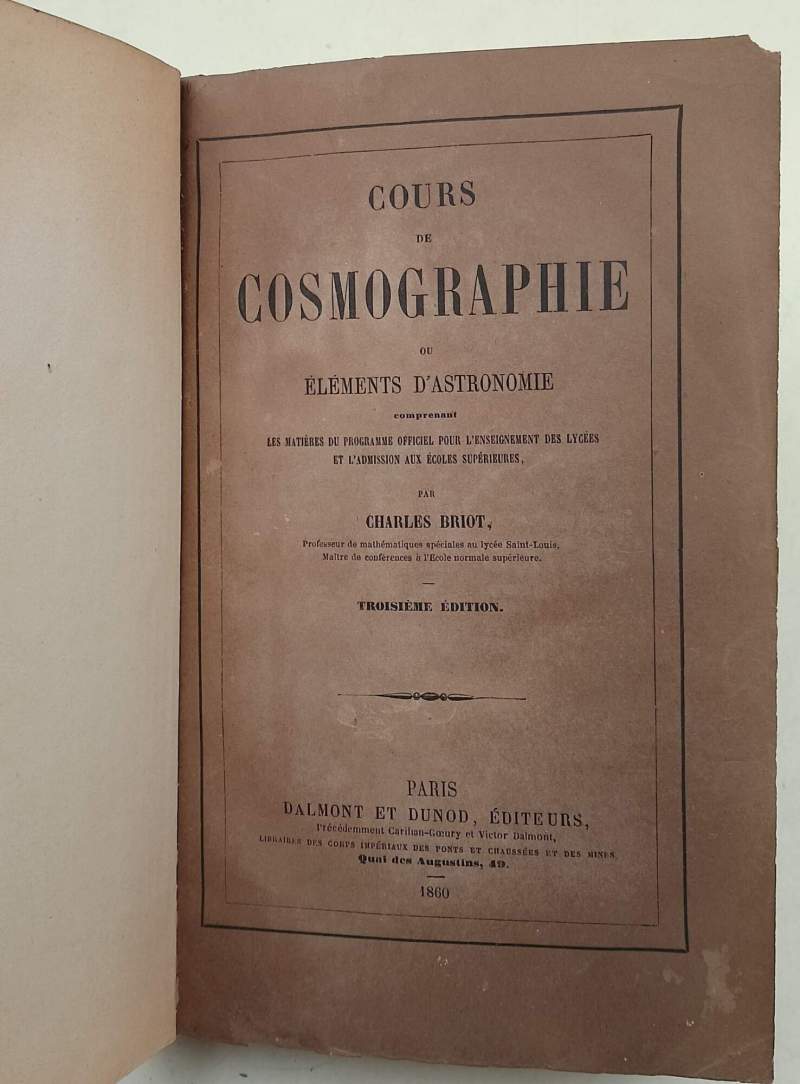 COURS
DE
COSMOGRAPHIE
OU
ÉLÉMENTS D'ASTRONOMIE
comprenant
LES MATIÈRES DU PROGRAMME OFFICIEL POUR L'ENSEIGNEMENT DES LYCÉES
ET L'ADMISSION AUX ÉCOLES SUPÉRIEURES,
PAR
CHARLES BRIOT,
Professeur de mathématiques spéciales au lycée Saint-Louis,
Maître de conférences à l'Ecole normale supérieure.
TROISIÈME ÉDITION.
PARIS
DALMONT ET DUNOD, ÉDITEURS,
Précédemment Carilian-Gœury et Victor Dalmont,
LIBRAIRES DES CORPS IMPÉRIAUX DES PONTS ET CHAUSSÉES ET DES MINES
Quai des Augustins, 49.
1860